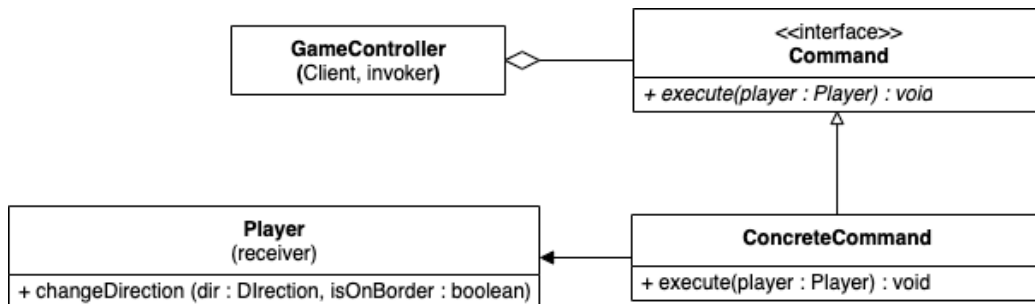 GameController
(Client, invoker)
<<interface>>
Command
+ execute(player : Player) : void
Player
(receiver)
+ changeDirection (dir : DIrection, isOnBorder : boolean)
ConcreteCommand
+ execute(player : Player) : void